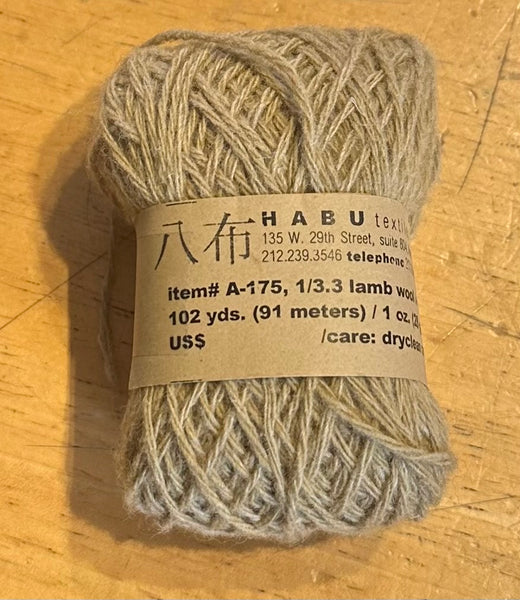 八布 HABU
135 W. 29th Street, suite
212.239.3546 telephone
item# A-175, 1/3.3 lamb wool
102 yds. (91 meters) / 1 oz.
US$ /care: dryclean